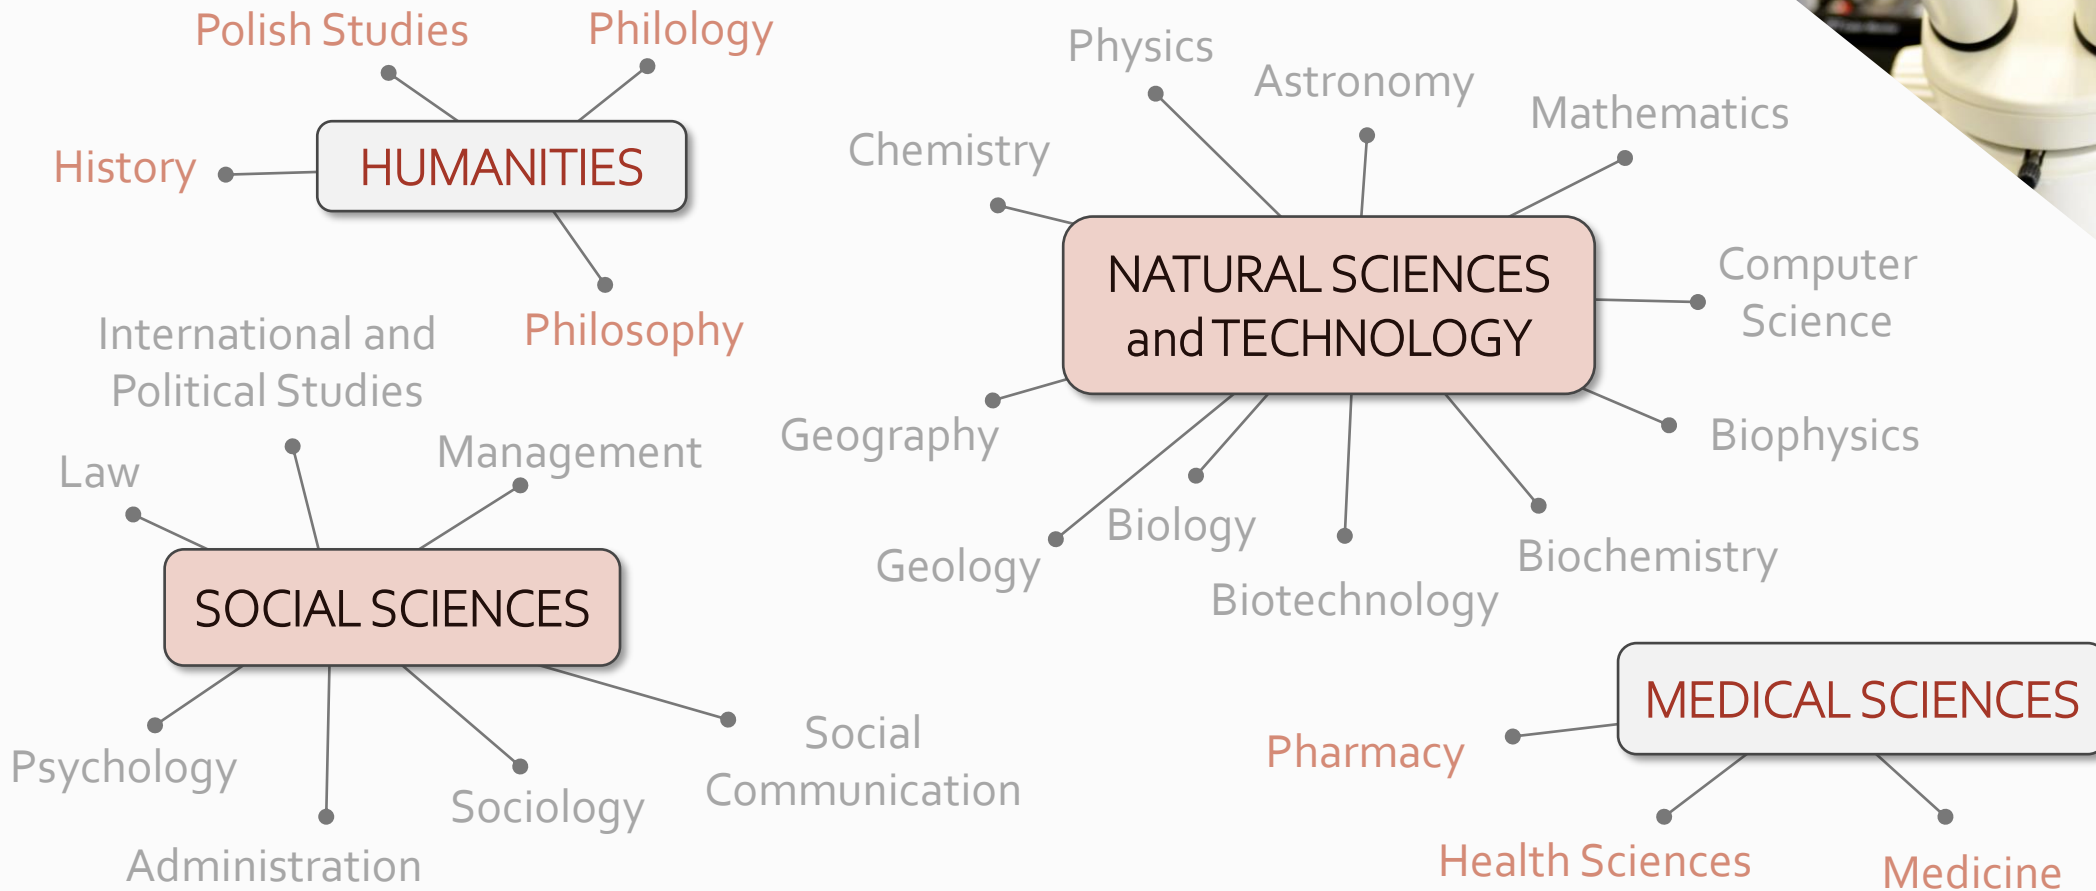 Polish Studies
Philology
History
HUMANITIES
Philosophy
International and
Political Studies
Law
Management
SOCIAL SCIENCES
Psychology
Administration
Sociology
Social
Communication
Physics
Astronomy
Mathematics
Chemistry
NATURAL SCIENCES
and TECHNOLOGY
Computer
Science
Geography
Biophysics
Geology
Biology
Biotechnology
Biochemistry
MEDICAL SCIENCES
Pharmacy
Health Sciences
Medicine